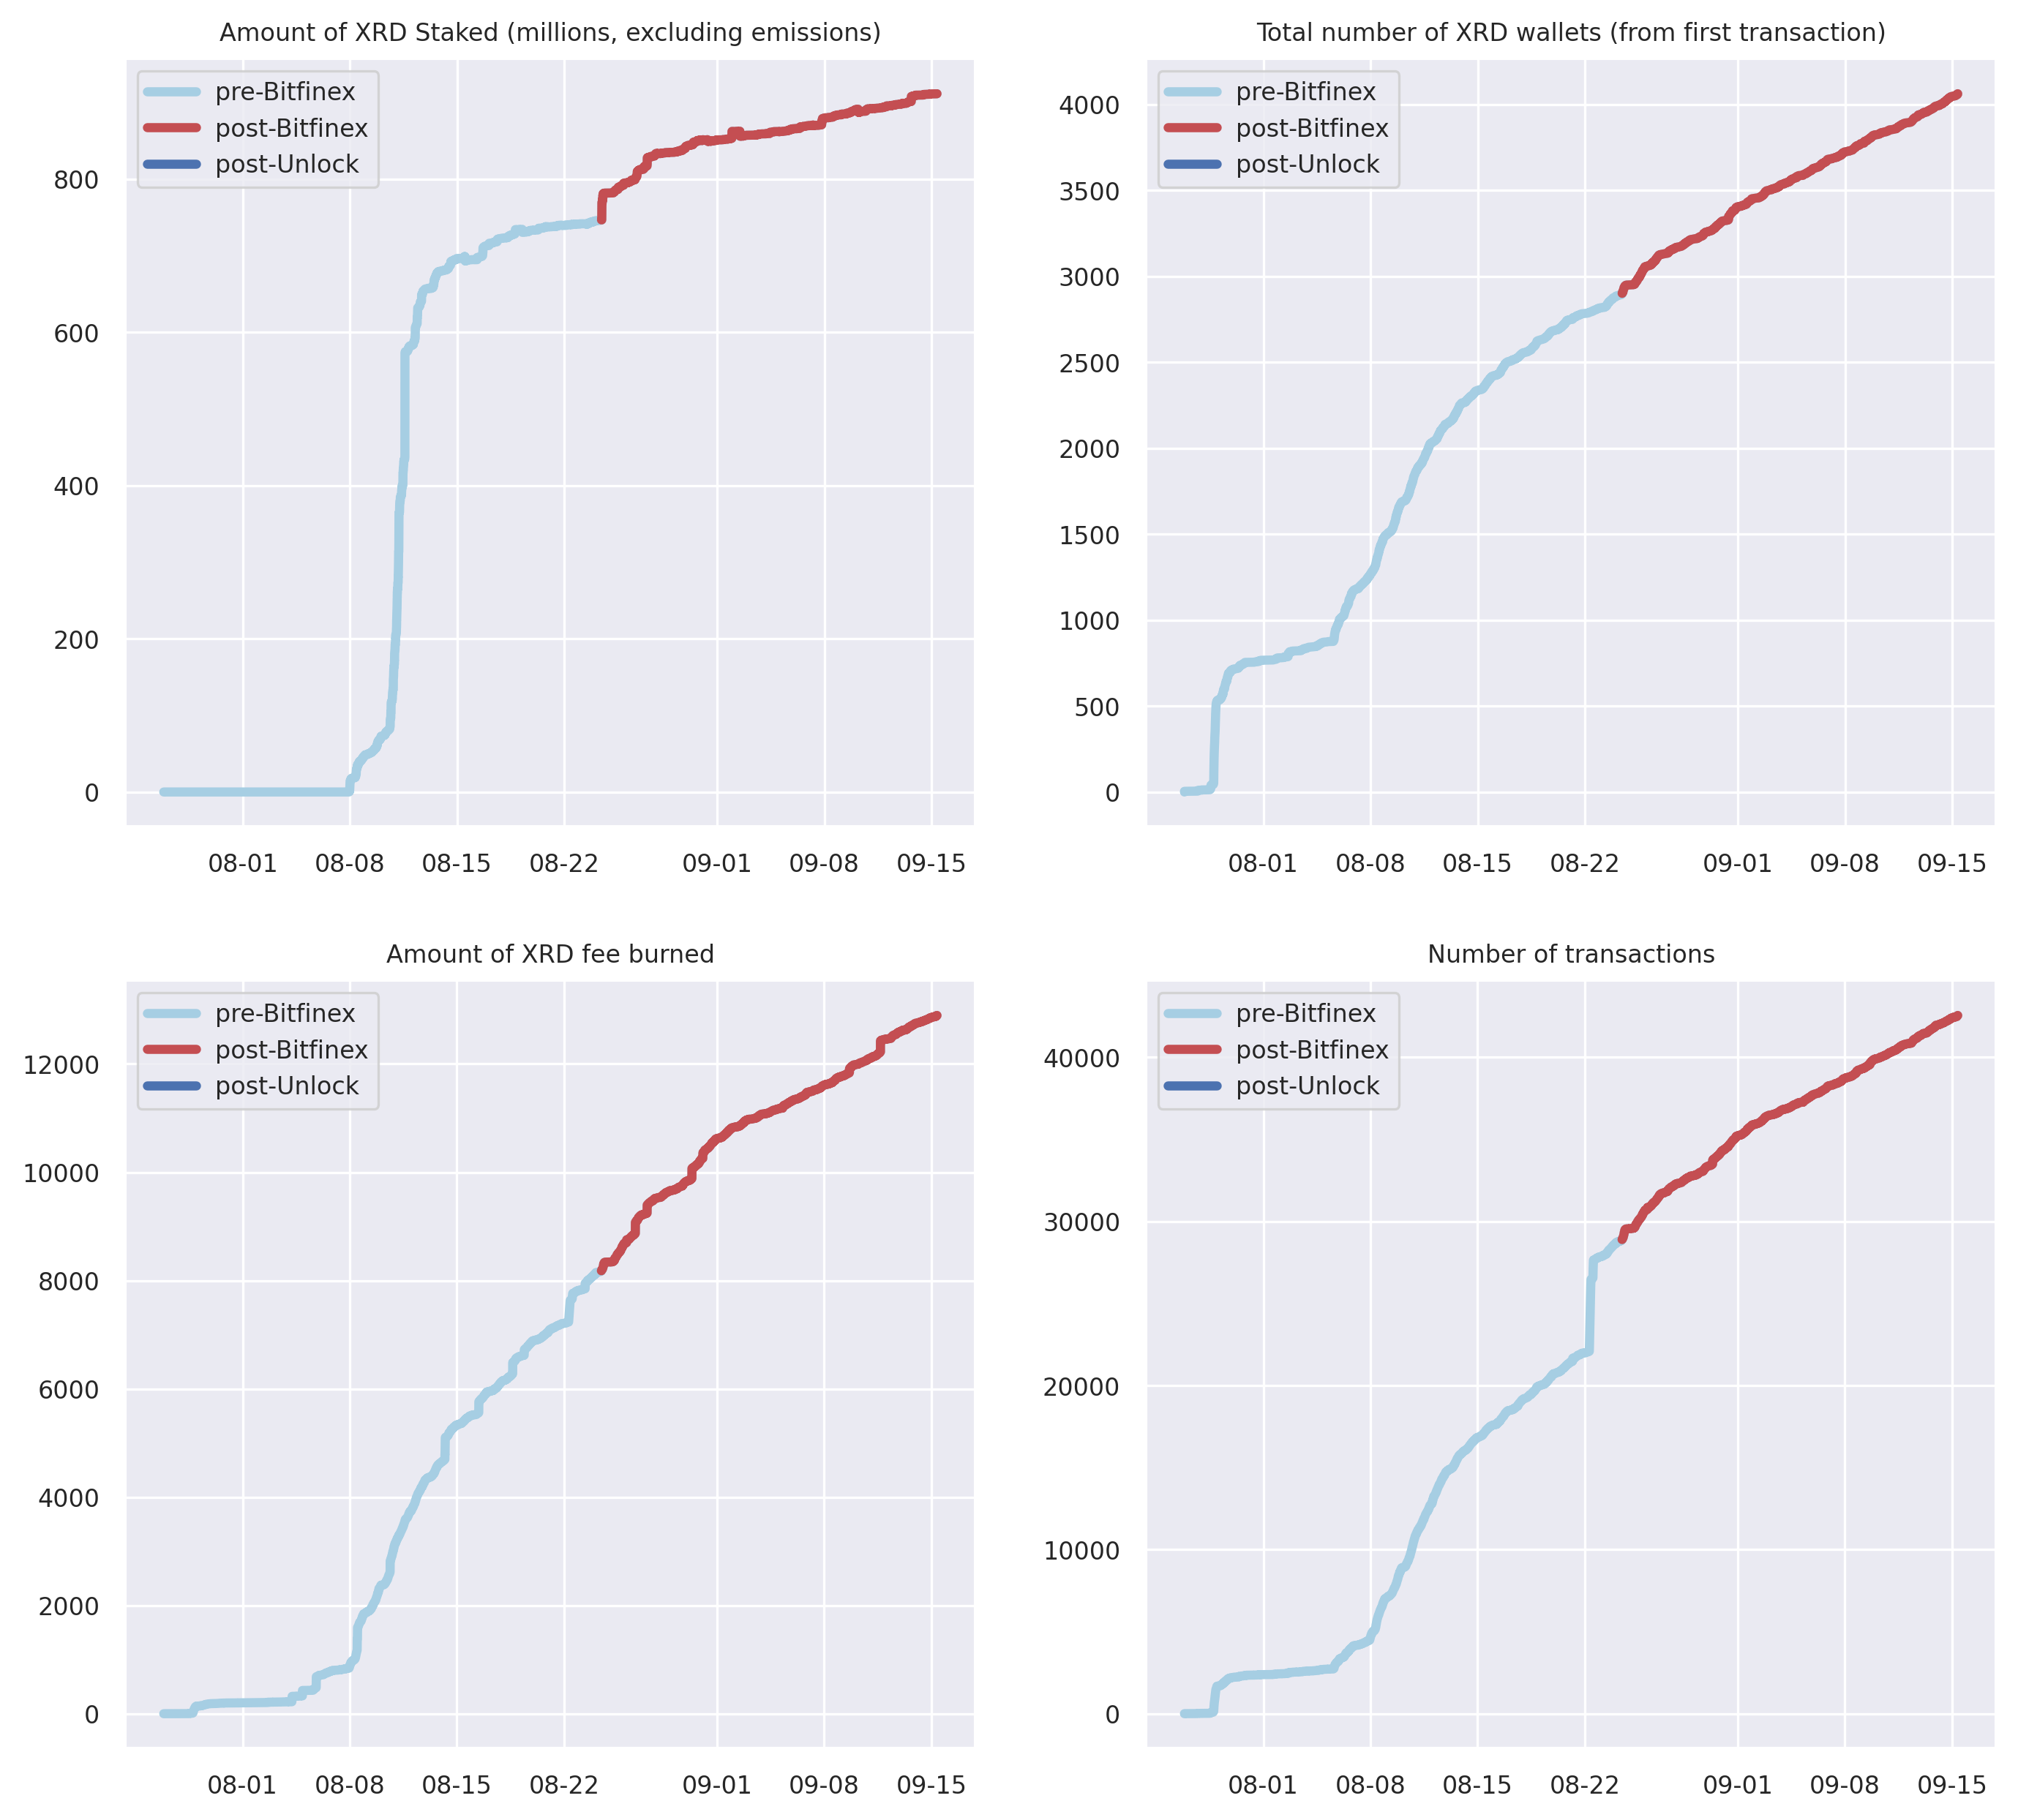 Amount of XRD Staked (millions, excluding emissions)
pre-Bitfinex
post-Bitfinex
post-Unlock
800
600
400
200
0
08-01 08-08 08-15 08-22 09-01 09-08 09-15
Total number of XRD wallets (from first transaction)
pre-Bitfinex
post-Bitfinex
post-Unlock
4000
3500
3000
2500
2000
1500
1000
500
0
08-01 08-08 08-15 08-22 09-01 09-08 09-15
Amount of XRD fee burned
pre-Bitfinex
post-Bitfinex
post-Unlock
12000
10000
8000
6000
4000
2000
0
08-01 08-08 08-15 08-22 09-01 09-08 09-15
Number of transactions
pre-Bitfinex
post-Bitfinex
post-Unlock
40000
30000
20000
10000
0
08-01 08-08 08-15 08-22 09-01 09-08 09-15